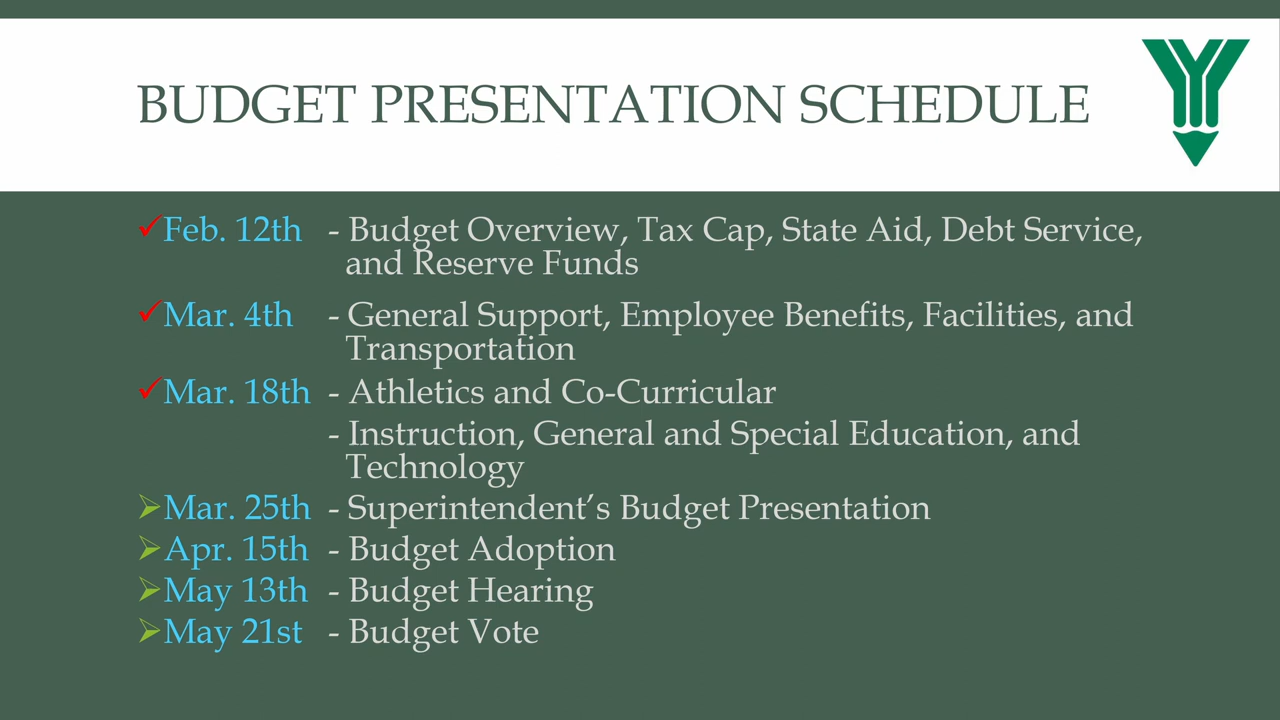 BUDGET PRESENTATION SCHEDULE
Feb. 12th - Budget Overview, Tax Cap, State Aid, Debt Service,
and Reserve Funds
Mar. 4th - General Support, Employee Benefits, Facilities, and
Transportation
Mar. 18th - Athletics and Co-Curricular
- Instruction, General and Special Education, and
Technology
Mar. 25th - Superintendent’s Budget Presentation
Apr. 15th - Budget Adoption
May 13th - Budget Hearing
May 21st - Budget Vote